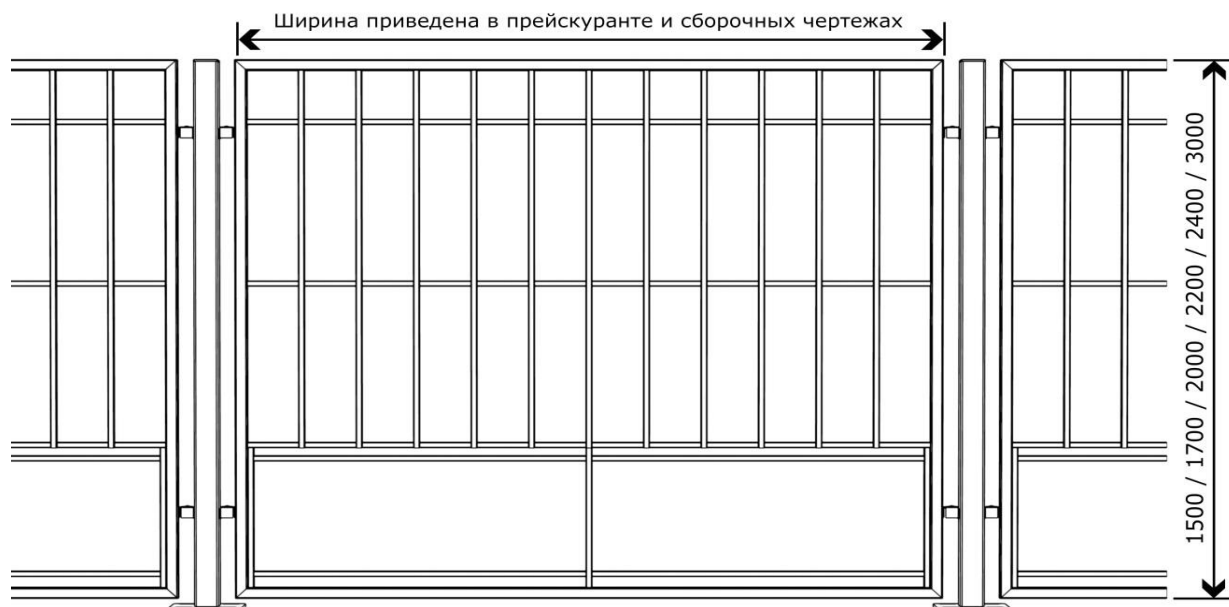 Ширина приведена в прейскуранте и сборочных чертежах
1500 / 1700 / 2000 / 2200 / 2400 / 3000